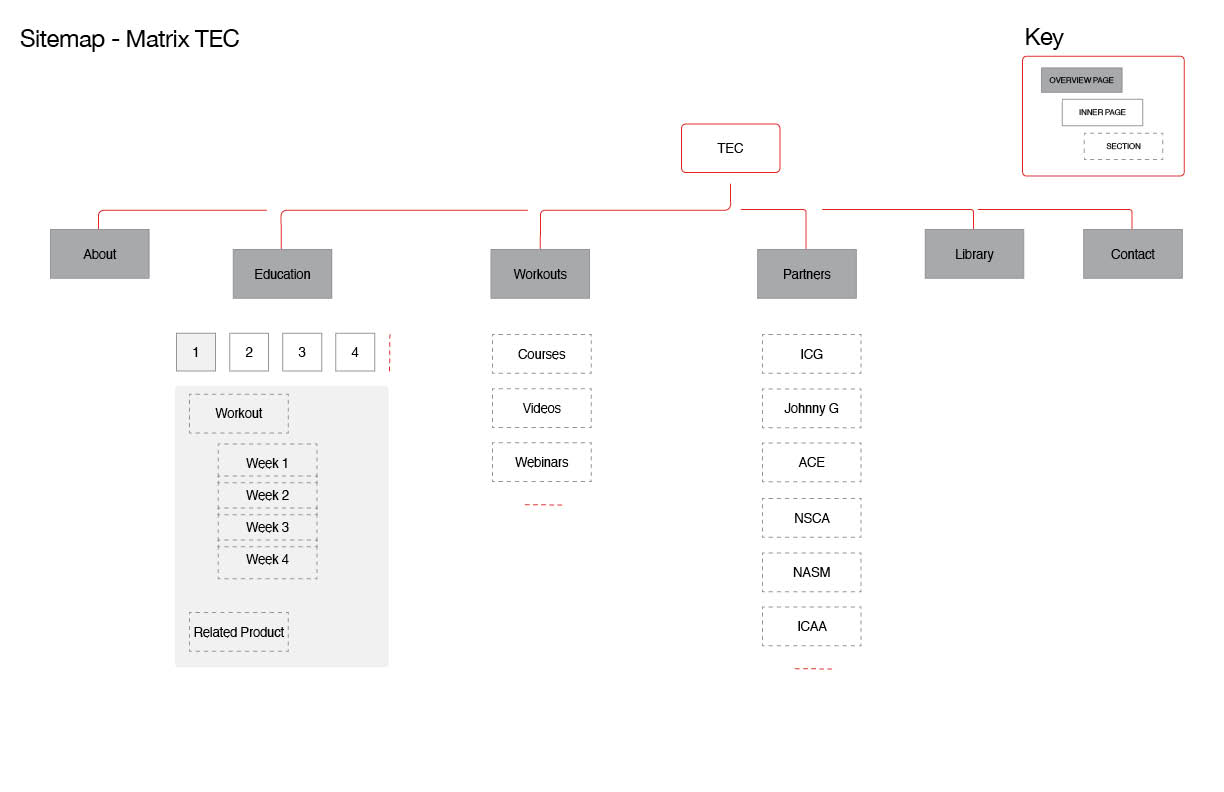 Sitemap - Matrix TEC
Key
OVERVIEW PAGE
INNER PAGE
SECTION
TEC
About
Education
Workouts
Partners
Library
Contact
1
2
3
4
Workout
Week 1
Week 2
Week 3
Week 4
Related Product
Courses
Videos
Webinars
ICG
Johnny G
ACE
NSCA
NASM
ICAA